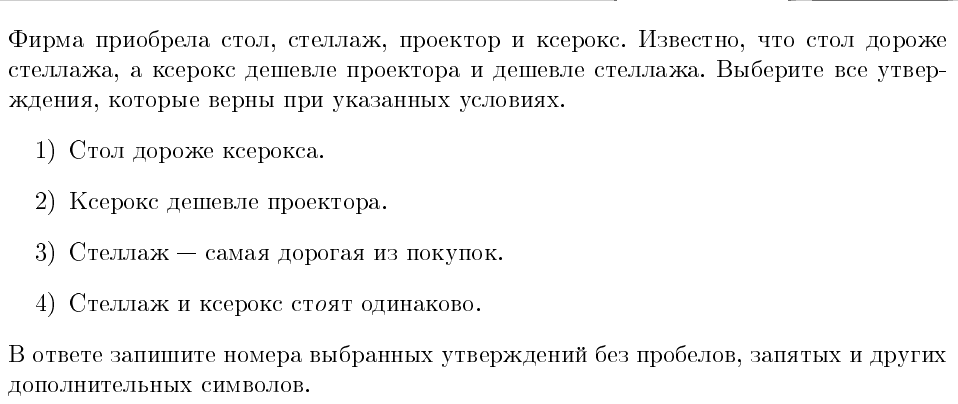 Фирма приобрела стол, стеллаж, проектор и ксерокс. Известно, что стол дороже
стеллажа, а ксерокс дешевле проектора и дешевле стеллажа. Выберите все утвер-
ждения, которые верны при указанных условиях.
1) Стол дороже ксерокса.
2) Ксерокс дешевле проектора.
3) Стеллаж — самая дорогая из покупок.
4) Стеллаж и ксерокс стоят одинаково.
В ответе запишите номера выбранных утверждений без пробелов, запятых и других
дополнительных символов.